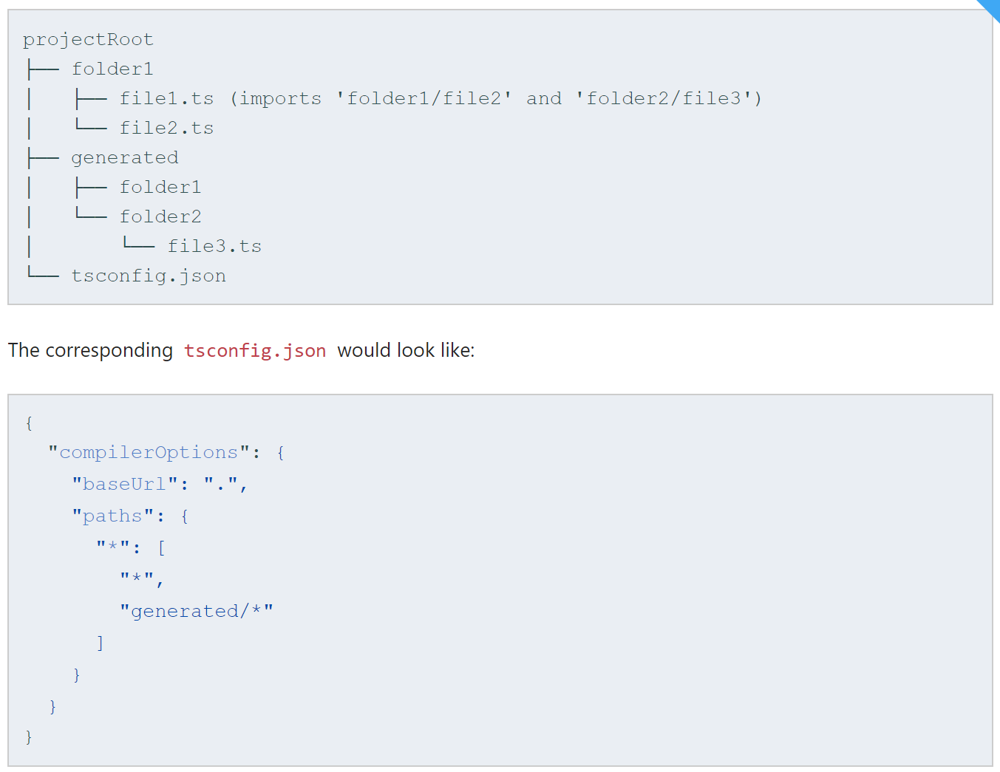 projectRoot
├── folder1
│   ├── file1.ts (imports 'folder1/file2' and 'folder2/file3')
│   └── file2.ts
├── generated
│   ├── folder1
│   └── folder2
│       └── file3.ts
└── tsconfig.json
The corresponding tsconfig.json would look like:
{
  "compilerOptions": {
    "baseUrl": ".",
    "paths": {
      "*": [
        "*",
        "generated/*"
      ]
    }
  }
}